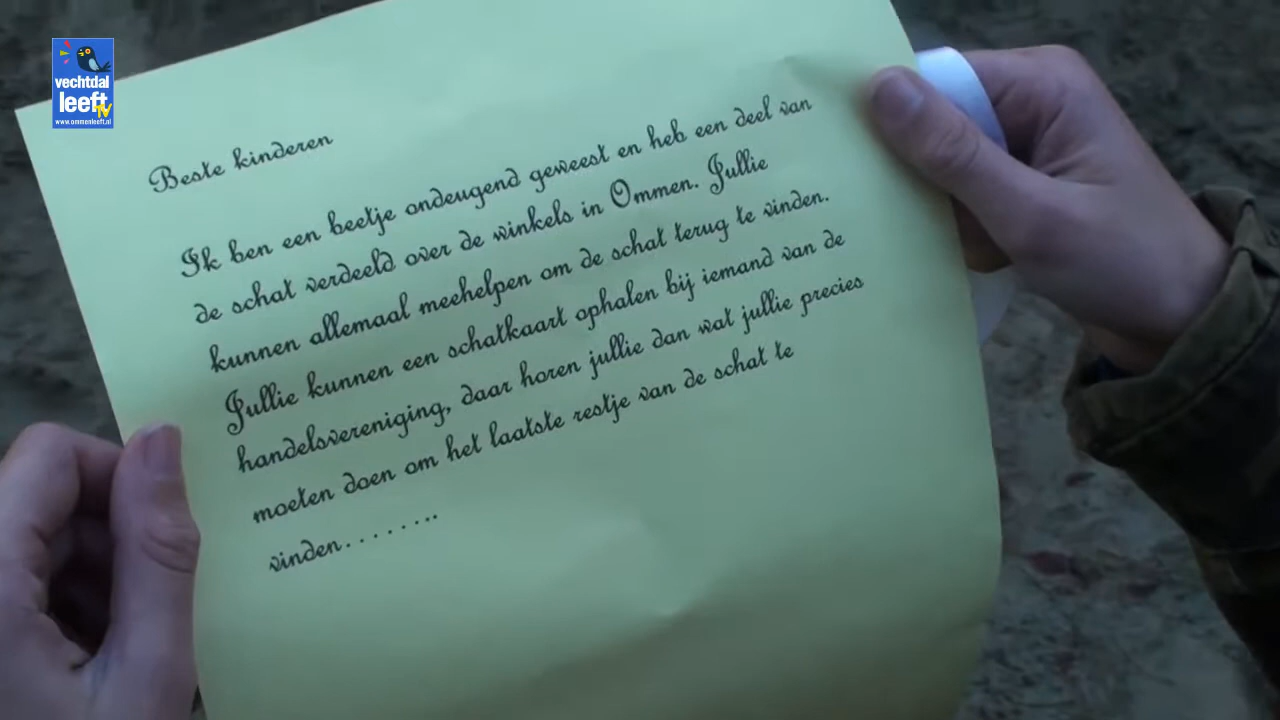 vechtdal
leeft
TV
www.ommenleeft.nl
Beste kinderen
Ik ben een beetje ondeugend geweest en heb een deel van
de schat verdeeld over de winkels in Ommen. Jullie
kunnen allemaal meehelpen om de schat terug te vinden.
Jullie kunnen een schatkaart ophalen bij iemand van de
handelsvereniging, daar horen jullie dan wat jullie precies
moeten doen om het laatste restje van de schat te
vinden........